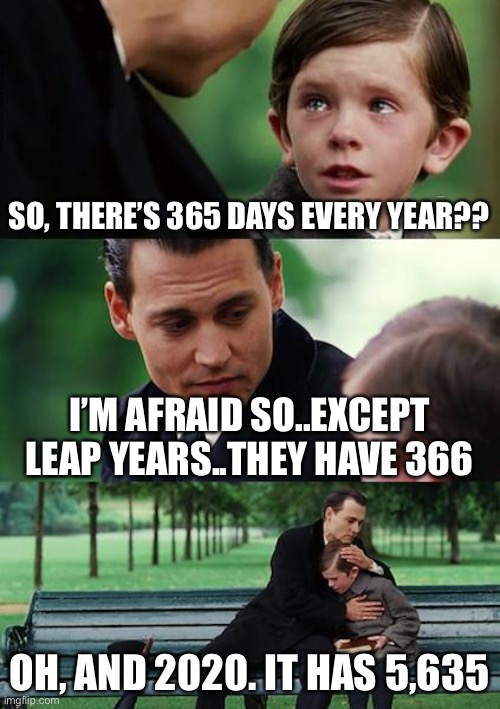 SO, THERE’S 365 DAYS EVERY YEAR??
I’M AFRAID SO..EXCEPT
LEAP YEARS..THEY HAVE 366
OH, AND 2020. IT HAS 5,635
imgflip.com